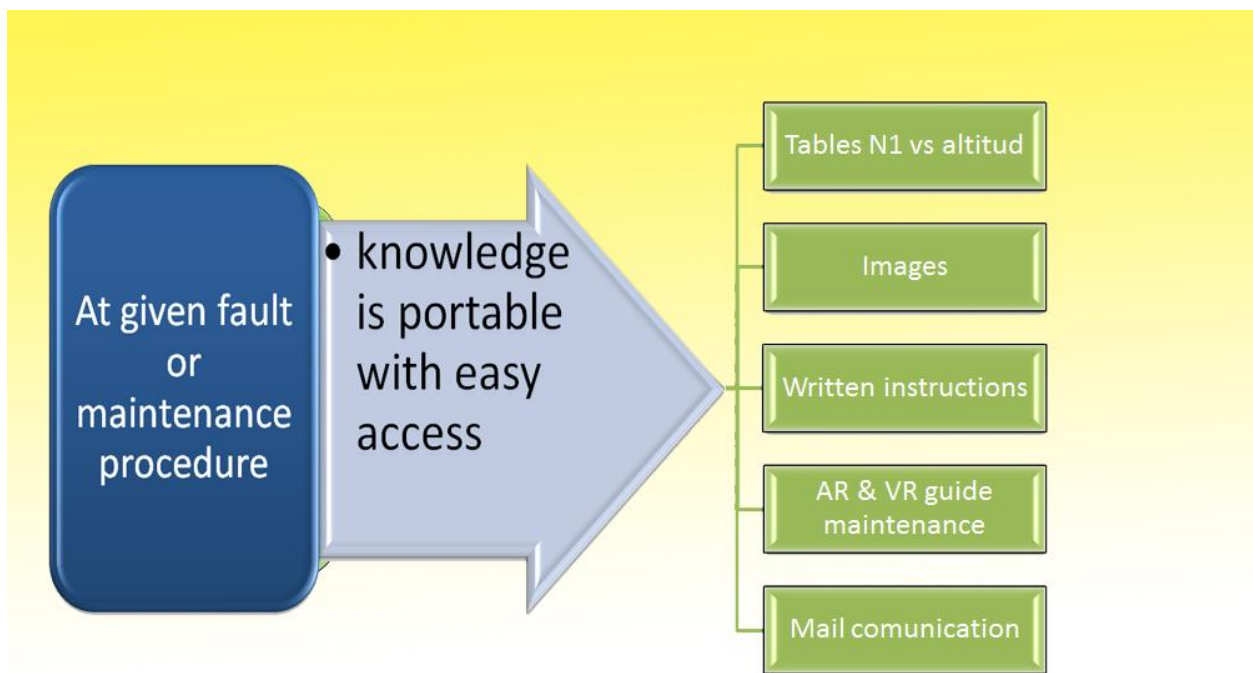 At given fault
or
maintenance
procedure
• knowledge
is portable
with easy
access
Tables N1 vs altitud
Images
Written instructions
AR & VR guide
maintenance
Mail comunication